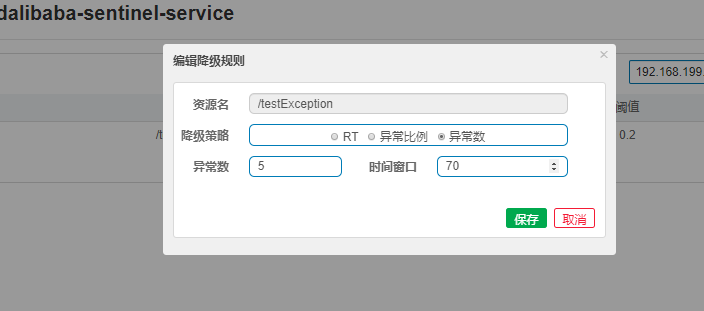 dalibaba-sentinel-service
编辑降级规则
×
192.168.199.
资源名 /testException
阈值
降级策略 RT 异常比例 异常数
/t
0.2
异常数 5 时间窗口 70
保存 取消